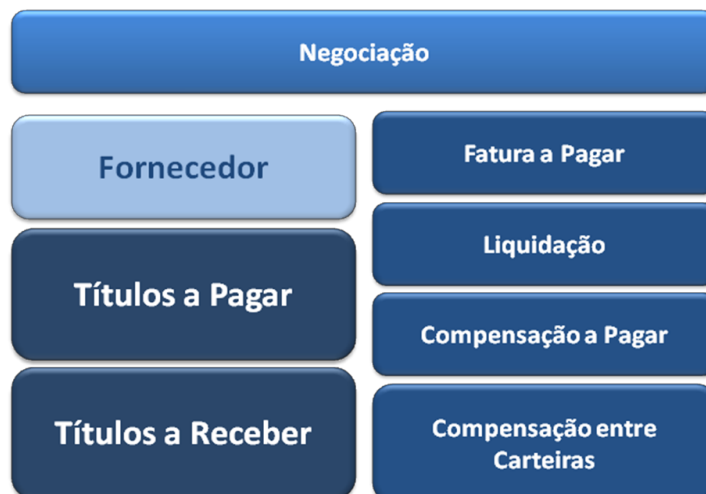 Negociação
Fornecedor
Títulos a Pagar
Títulos a Receber
Fatura a Pagar
Liquidação
Compensação a Pagar
Compensação entre
Carteiras